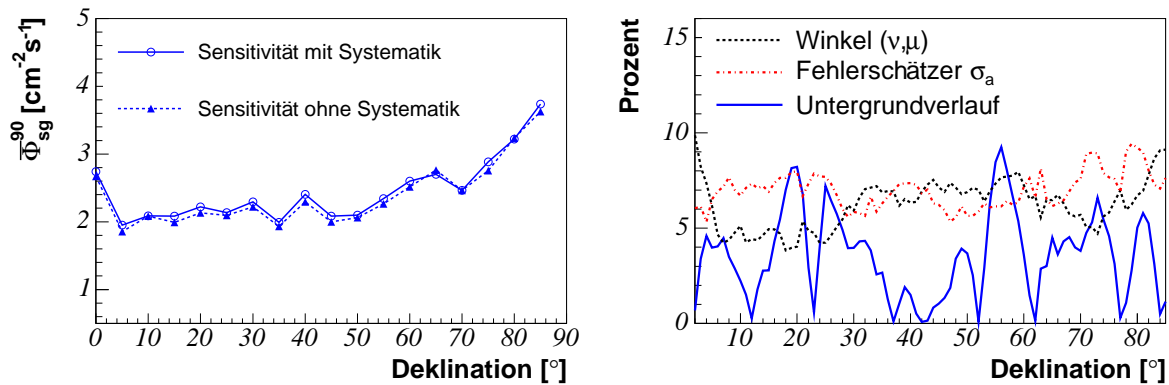 5
4
3
2
1
Φ̅ 90 sg [cm-2s-1]
Sensitivität mit Systematik
Sensitivität ohne Systematik
0 10 20 30 40 50 60 70 80 90
Deklination [°]
15
10
5
0
Prozent
Winkel (ν,μ)
Fehlerschätzer σa
Untergrundverlauf
10 20 30 40 50 60 70 80
Deklination [°]